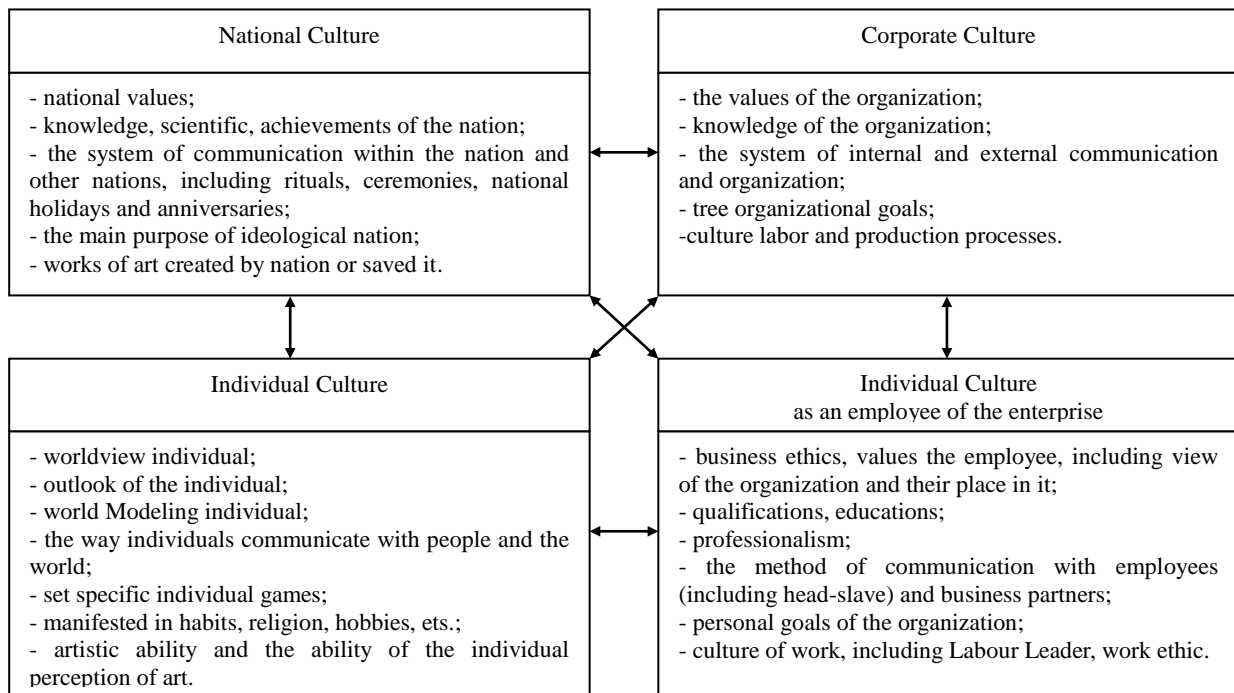 National Culture
- national values;
- knowledge, scientific, achievements of the nation;
- the system of communication within the nation and
other nations, including rituals, ceremonies, national
holidays and anniversaries;
- the main purpose of ideological nation;
- works of art created by nation or saved it.
Corporate Culture
- the values of the organization;
- knowledge of the organization;
- the system of internal and external communication
and organization;
- tree organizational goals;
-culture labor and production processes.
Individual Culture
- worldview individual;
- outlook of the individual;
- world Modeling individual;
- the way individuals communicate with people and the
world;
- set specific individual games;
- manifested in habits, religion, hobbies, ets.;
- artistic ability and the ability of the individual
perception of art.
Individual Culture
as an employee of the enterprise
- business ethics, values the employee, including view
of the organization and their place in it;
- qualifications, educations;
- professionalism;
- the method of communication with employees
(including head-slave) and business partners;
- personal goals of the organization;
- culture of work, including Labour Leader, work ethic.